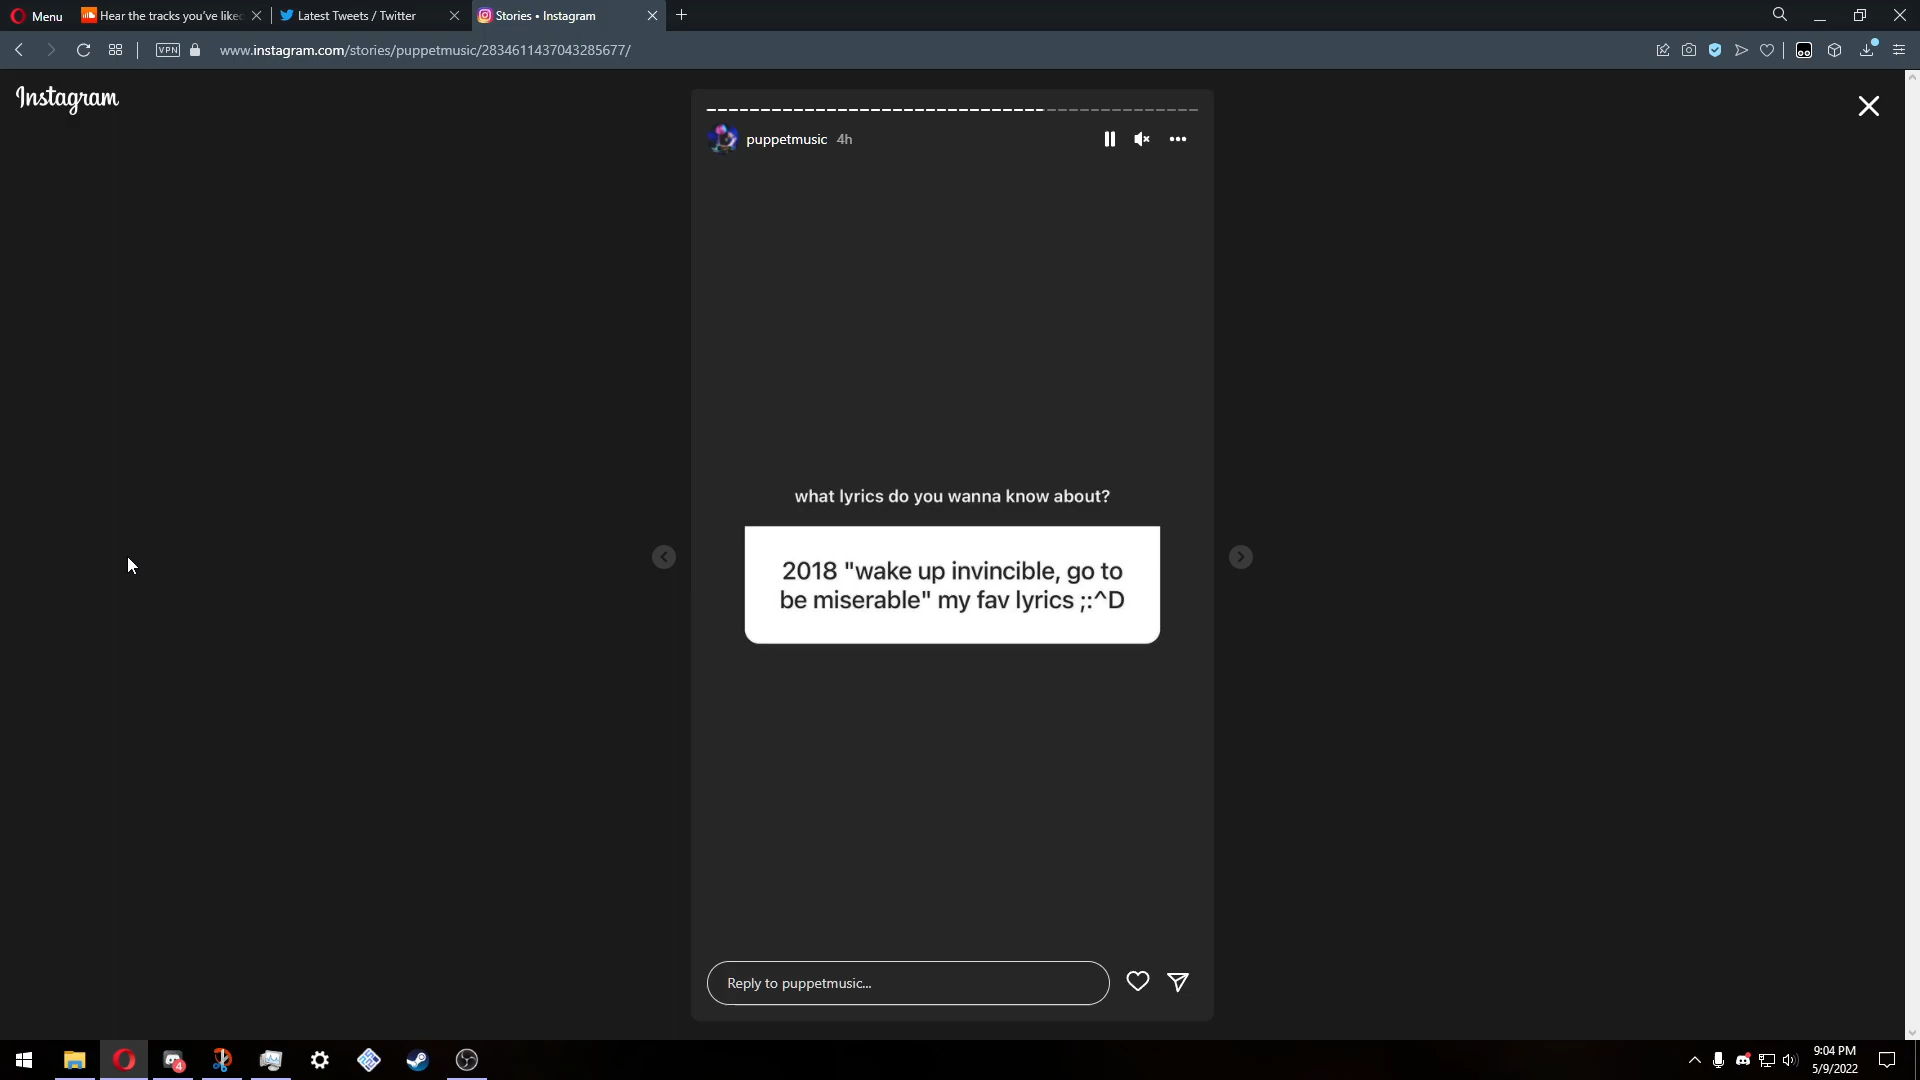 Menu
Hear the tracks you've like
Latest Tweets / Twitter
Stories • Instagram
VPN
www.instagram.com/stories/puppetmusic/2834611437043285677/
Instagram
puppetmusic 4h
what lyrics do you wanna know about?
2018 "wake up invincible, go to
be miserable" my fav lyrics ;:^D
Reply to puppetmusic...
4
9:04 PM
5/9/2022